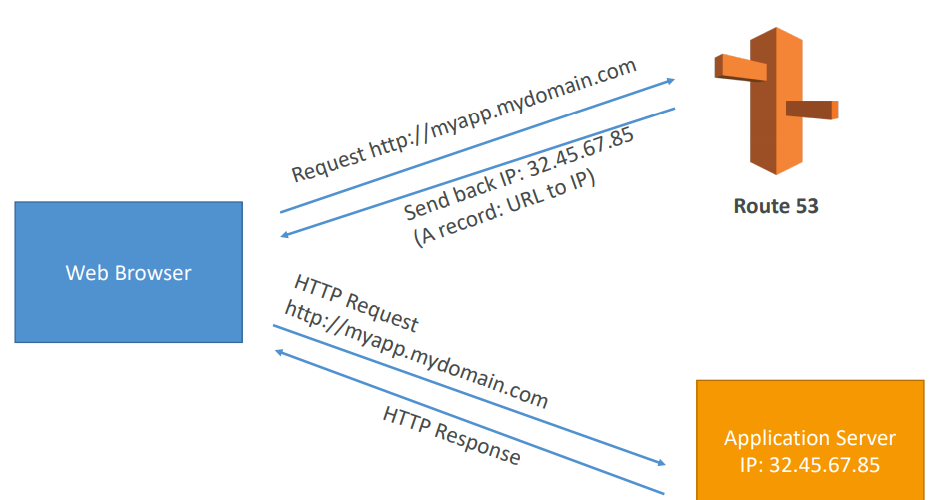 Request http://myapp.mydomain.com
Send back IP: 32.45.67.85
(A record: URL to IP)
Route 53
Web Browser
HTTP Request
http://myapp.mydomain.com
HTTP Response
Application Server
IP: 32.45.67.85